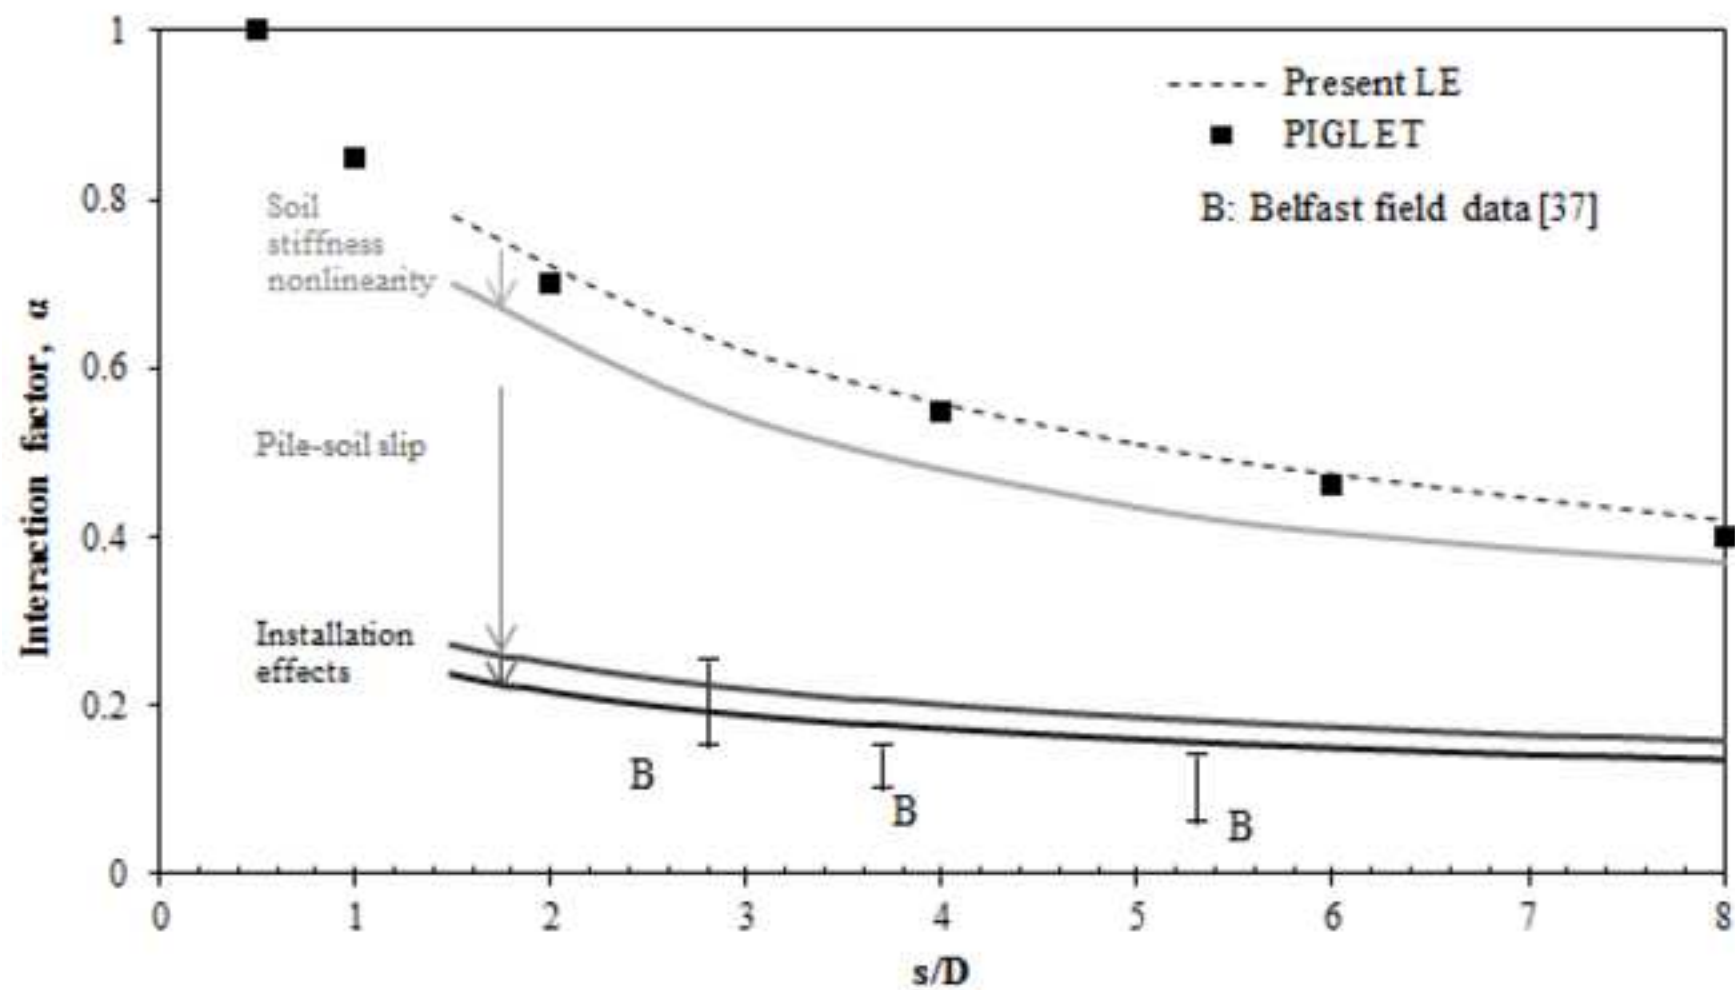 1
0.8
0.6
0.4
0.2
0
Interaction factor, α
Present LE
PIGLET
B: Belfast field data [37]
Soil
stiffness
nonlinearity
Pile-soil slip
Installation
effects
B
B
B
0 1 2 3 4 5 6 7 8
s/D